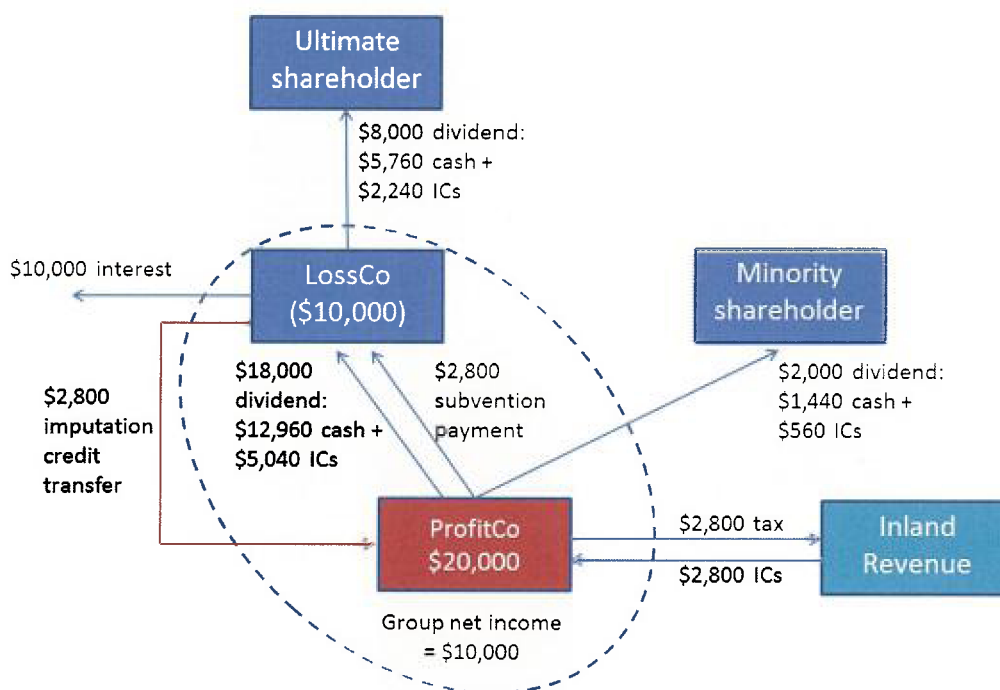 Ultimate
shareholder
$8,000 dividend:
$5,760 cash +
$2,240 ICs
$10,000 interest
LossCo
($10,000)
Minority
shareholder
$2,800
imputation
credit
transfer
$18,000
dividend:
$12,960 cash +
$5,040 ICs
$2,800
subvention
payment
$2,000 dividend:
$1,440 cash +
$560 ICs
ProfitCo
$20,000
$2,800 tax
$2,800 ICs
Inland
Revenue
Group net income
= $10,000